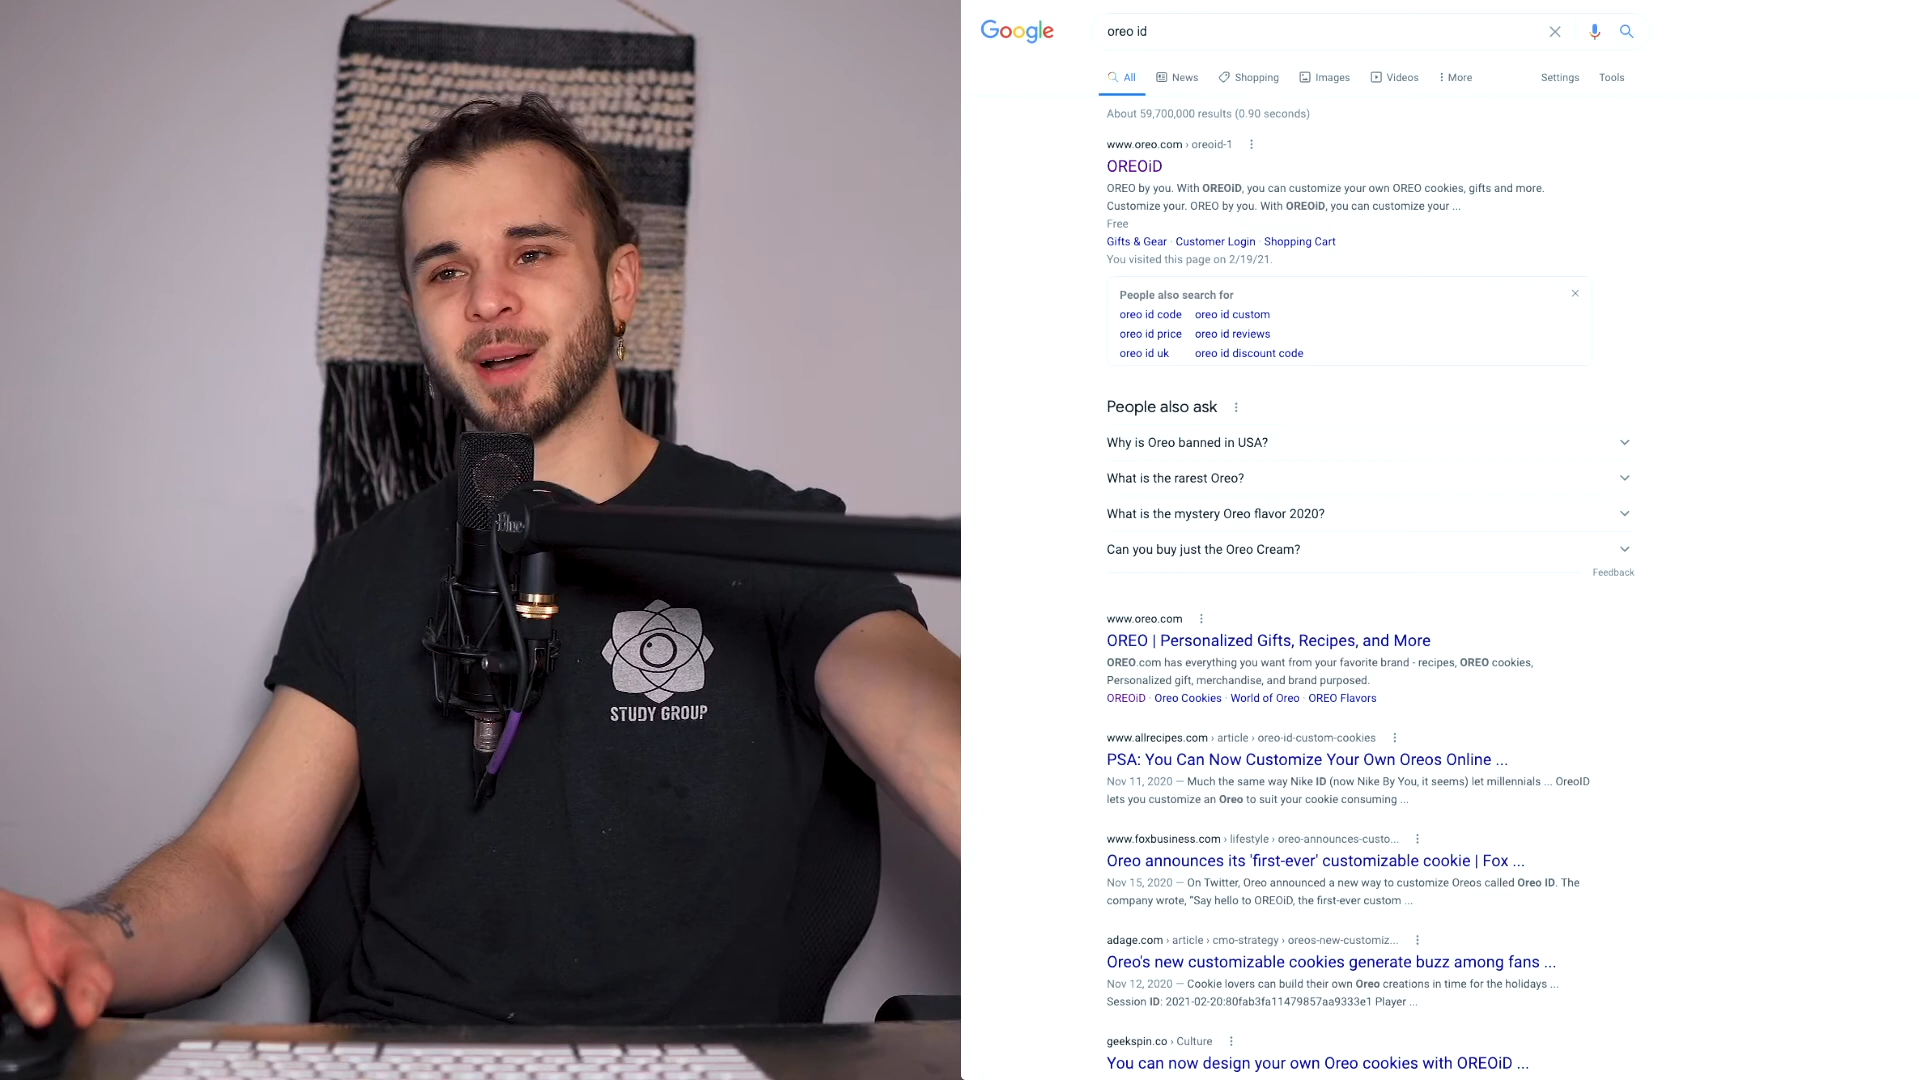 Blue
STUDY GROUP
Google
oreo id
All
News
Shopping
Images
Videos
More
Settings
Tools
About 59,700,000 results (0.90 seconds)
www.oreo.com › oreoid-1
OREOiD
OREO by you. With OREOiD, you can customize your own OREO cookies, gifts and more.
Customize your. OREO by you. With OREOiD, you can customize your ...
Free
Gifts & Gear · Customer Login · Shopping Cart
You visited this page on 2/19/21.
People also search for
oreo id code oreo id custom
oreo id price oreo id reviews
oreo id uk oreo id discount code
People also ask
Why is Oreo banned in USA?
What is the rarest Oreo?
What is the mystery Oreo flavor 2020?
Can you buy just the Oreo Cream?
Feedback
www.oreo.com
OREO | Personalized Gifts, Recipes, and More
OREO.com has everything you want from your favorite brand - recipes, OREO cookies,
Personalized gift, merchandise, and brand purposed.
OREOiD · Oreo Cookies · World of Oreo · OREO Flavors
www.allrecipes.com › article › oreo-id-custom-cookies
PSA: You Can Now Customize Your Own Oreos Online ...
Nov 11, 2020 — Much the same way Nike ID (now Nike By You, it seems) let millennials ... OreoID
lets you customize an Oreo to suit your cookie consuming ...
www.foxbusiness.com › lifestyle › oreo-announces-custo...
Oreo announces its 'first-ever' customizable cookie | Fox ...
Nov 15, 2020 — On Twitter, Oreo announced a new way to customize Oreos called Oreo ID. The
company wrote, "Say hello to OREOiD, the first-ever custom ...
adage.com › article › cmo-strategy › oreos-new-customiz...
Oreo's new customizable cookies generate buzz among fans ...
Nov 12, 2020 — Cookie lovers can build their own Oreo creations in time for the holidays ...
Session ID: 2021-02-20:80fab3fa11479857aa9333e1 Player ...
geekspin.co › Culture
You can now design your own Oreo cookies with OREOiD ...